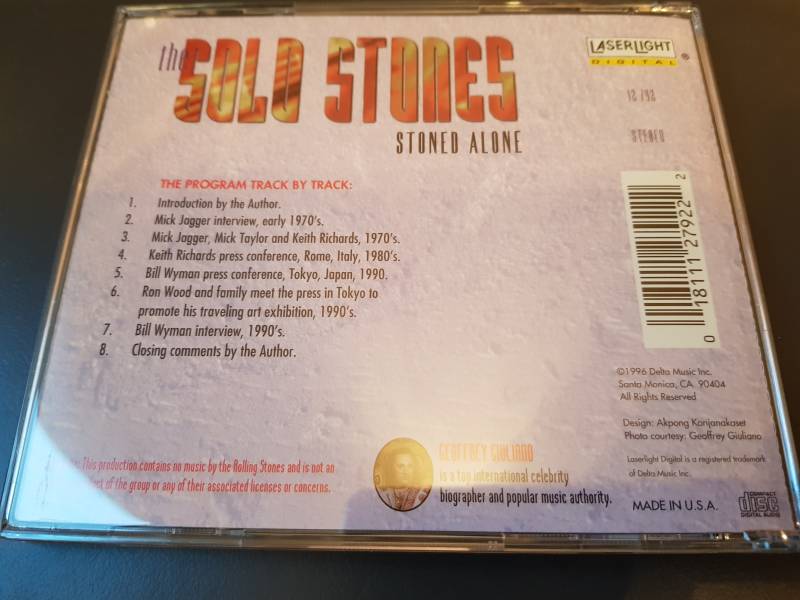 the SOLO STONES
STONED ALONE
LASERLIGHT
DIGITAL
®
STEREO
THE PROGRAM TRACK BY TRACK:
1. Introduction by the Author.
2. Mick Jagger interview, early 1970's.
3. Mick Jagger, Mick Taylor and Keith Richards, 1970's.
4. Keith Richards press conference, Rome, Italy, 1980's.
5. Bill Wyman press conference, Tokyo, Japan, 1990.
6. Ron Wood and family meet the press in Tokyo to
promote his traveling art exhibition, 1990's.
7. Bill Wyman interview, 1990's.
8. Closing comments by the Author.
0 18111 27922 2
©1996 Delta Music Inc.
Santa Monica, CA 90404
All Rights Reserved
Design: Akpong Konjanakaset
Photo courtesy: Geoffrey Giuliano
Laserlight Digital is a registered trademark
of Delta Music Inc.
This production contains no music by the Rolling Stones and is not an
of the group or any of their associated licenses or concerns.
GEOFFREY GIULIANO
is a top international celebrity
biographer and popular music authority.
MADE IN U.S.A.
COMPACT
disc
DIGITAL AUDIO